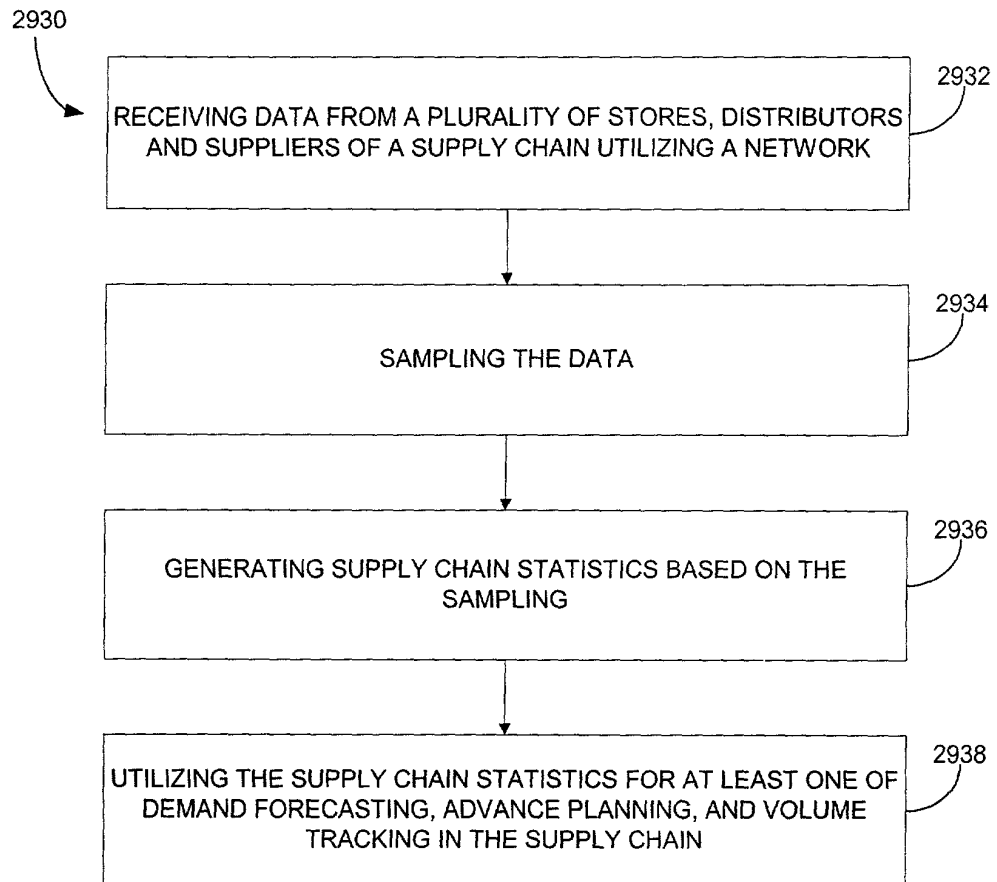 2930
2932
RECEIVING DATA FROM A PLURALITY OF STORES, DISTRIBUTORS
AND SUPPLIERS OF A SUPPLY CHAIN UTILIZING A NETWORK
2934
SAMPLING THE DATA
2936
GENERATING SUPPLY CHAIN STATISTICS BASED ON THE
SAMPLING
2938
UTILIZING THE SUPPLY CHAIN STATISTICS FOR AT LEAST ONE OF
DEMAND FORECASTING, ADVANCE PLANNING, AND VOLUME
TRACKING IN THE SUPPLY CHAIN